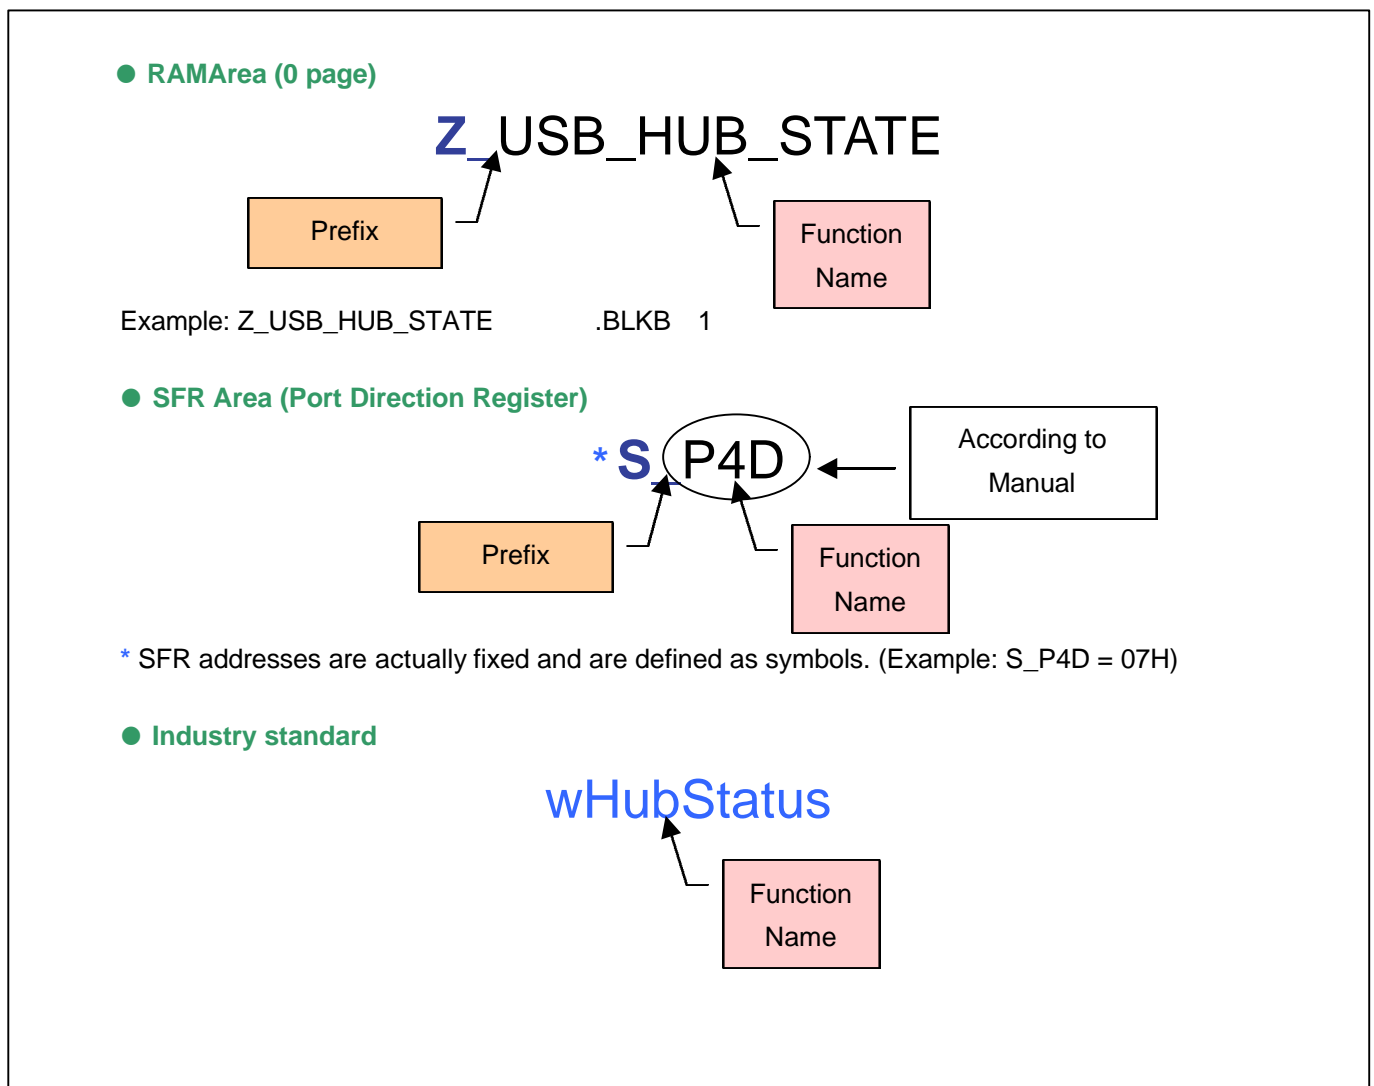 ● RAMArea (0 page)
Z_USB_HUB_STATE
Prefix
Function
Name
Example: Z_USB_HUB_STATE .BLKB 1
● SFR Area (Port Direction Register)
* S_P4D
According to
Manual
Prefix
Function
Name
* SFR addresses are actually fixed and are defined as symbols. (Example: S_P4D = 07H)
● Industry standard
wHubStatus
Function
Name